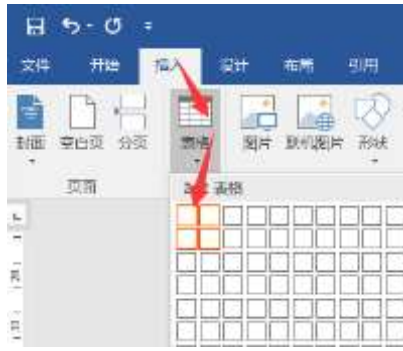 文件 开始 插入 设计 布局 引用
封面 空白页 分页 表格 图片 联机图片 形状
页面
2x2 表格